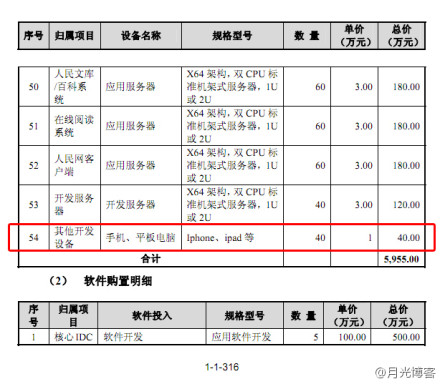 序号 归属项目 设备名称 规格型号 数 量 单价（万元） 总价（万元）
50 人民文库/百科系统 应用服务器 X64 架构，双 CPU 标准机架式服务器，1U 或 2U 60 3.00 180.00
51 在线阅读系统 应用服务器 X64 架构，双 CPU 标准机架式服务器，1U 或 2U 60 3.00 180.00
52 人民网客户端 应用服务器 X64 架构，双 CPU 标准机架式服务器，1U 或 2U 60 3.00 180.00
53 开发服务器 开发服务器 X64 架构，双 CPU 标准机架式服务器，1U 或 2U 40 3.00 120.00
54 其他开发设备 手机、平板电脑 Iphone、ipad 等 40 1 40.00
合计 5,955.00
（2） 软件购置明细
序号 归属项目 软件投入 规格型号 数 量 单价（万元） 总价（万元）
1 核心 IDC 软件开发 应用软件开发 5 100.00 500.00
1-1-316
@月光博客